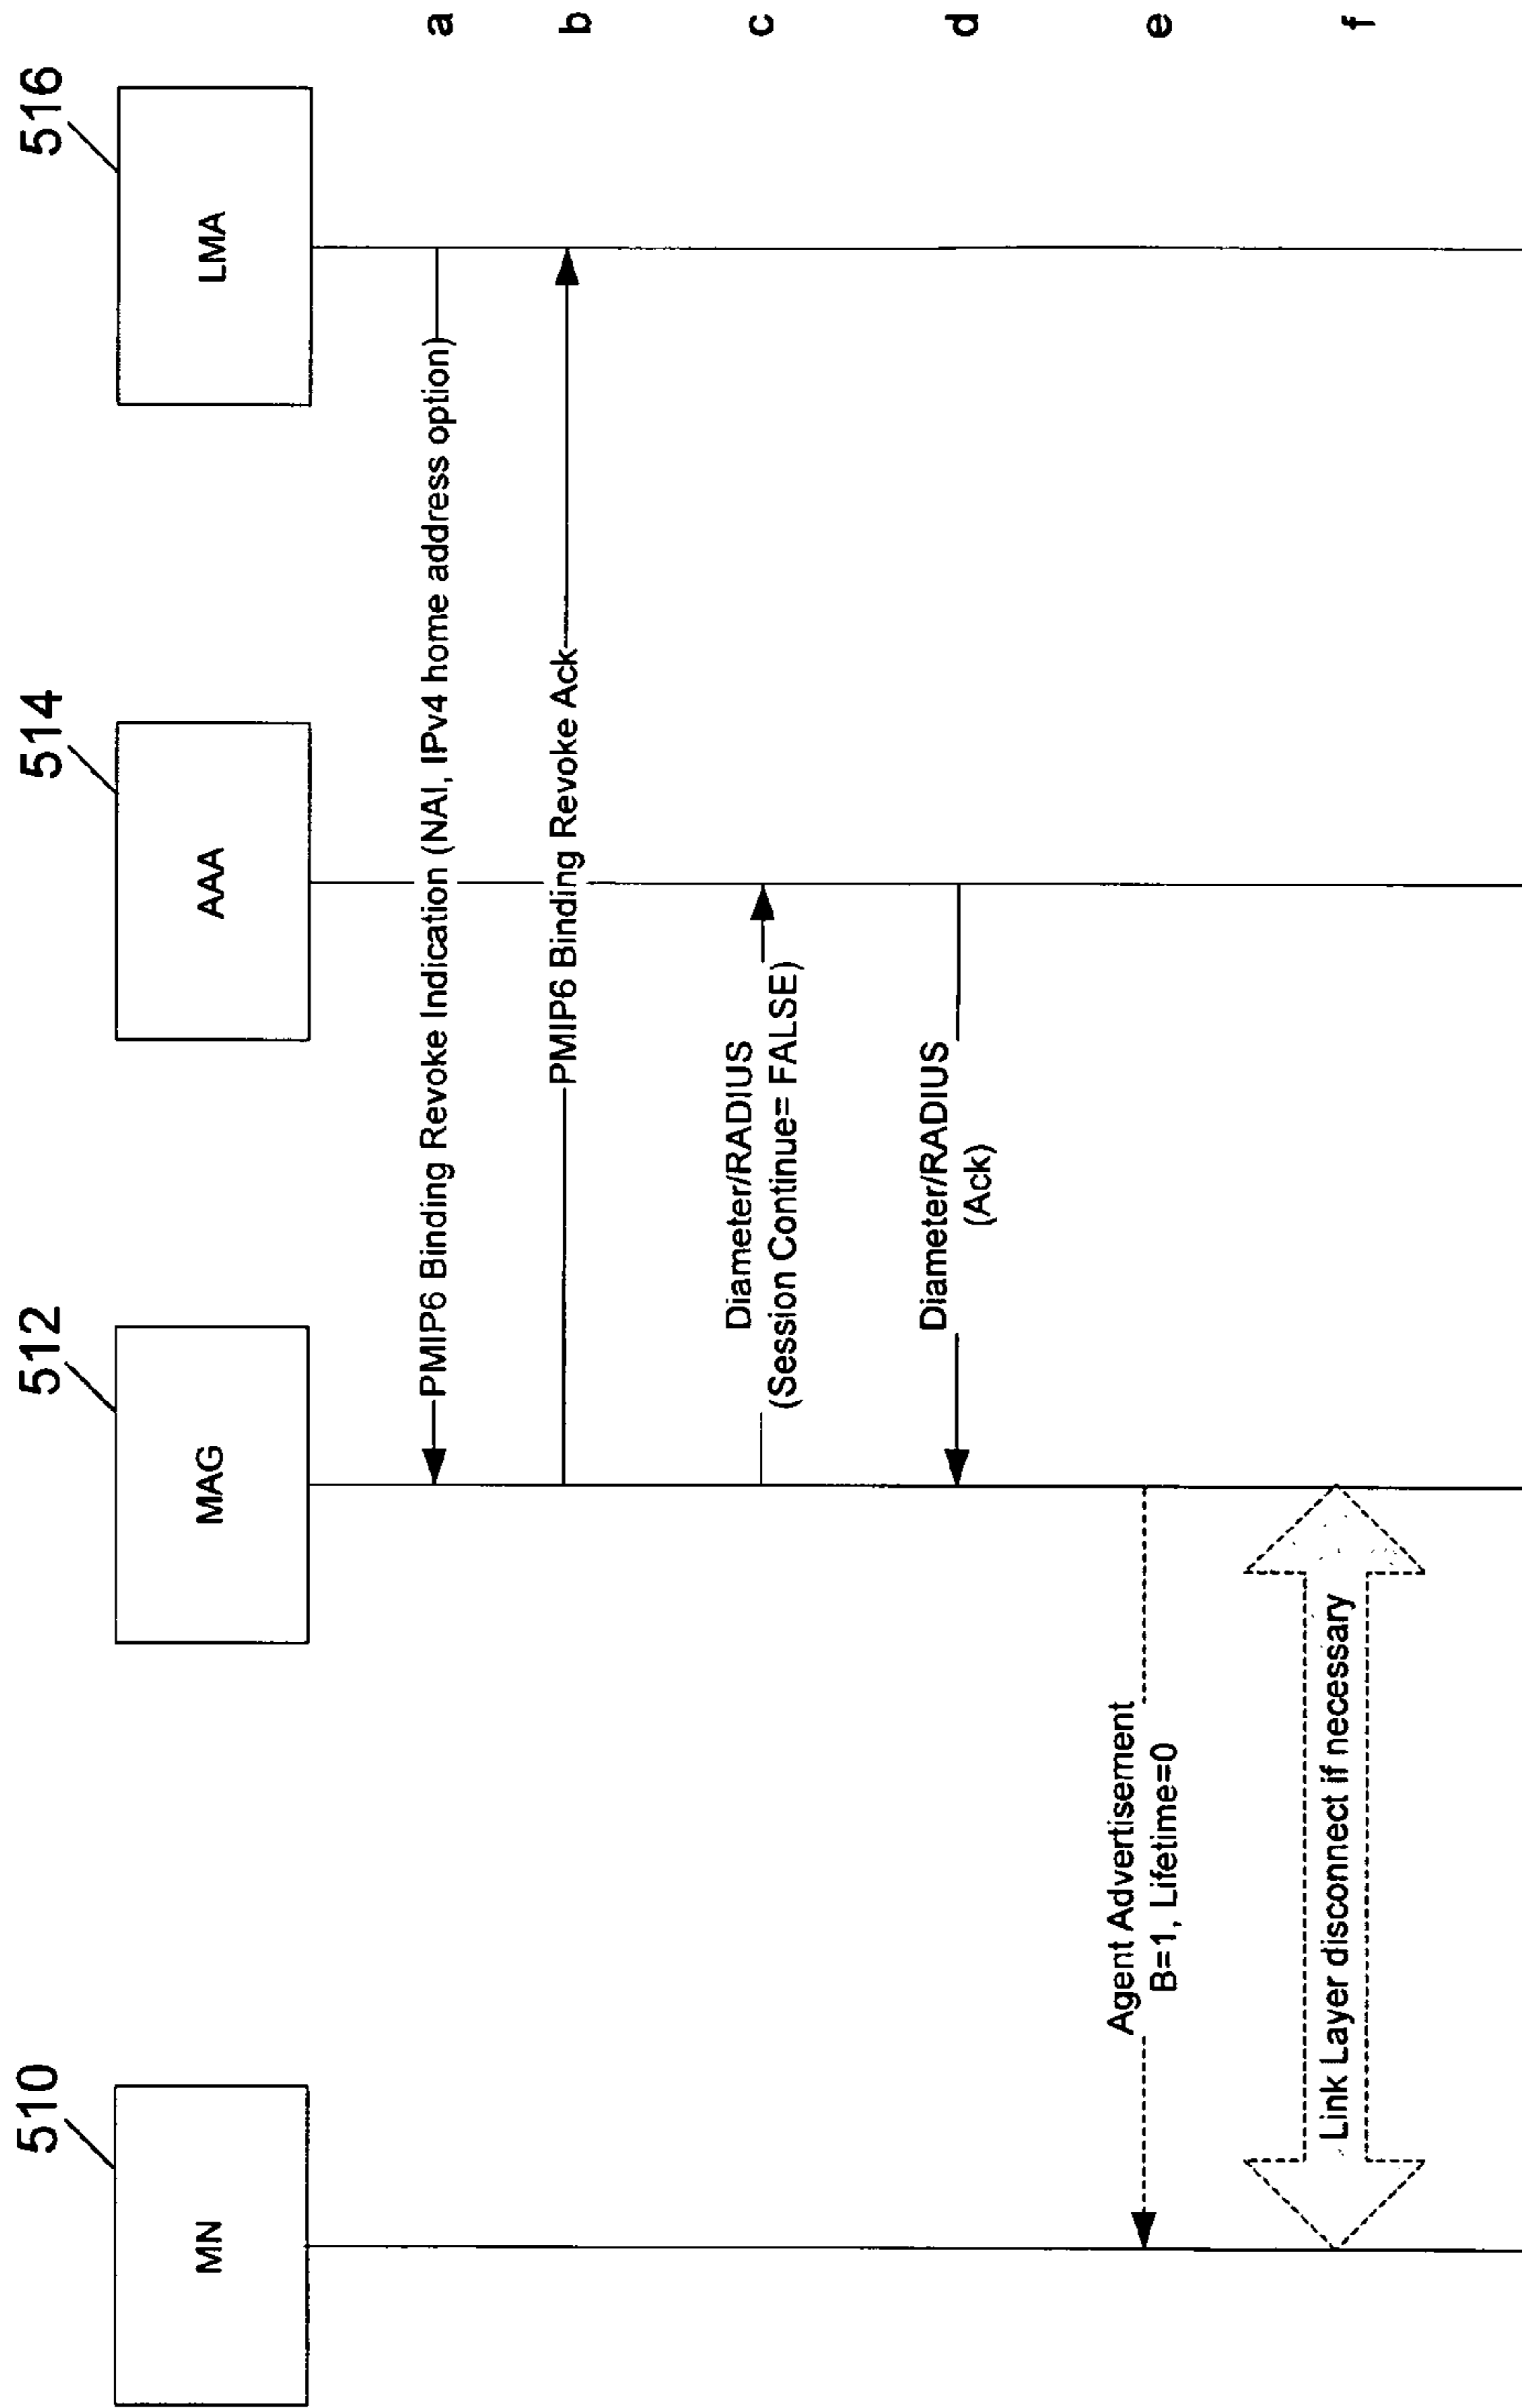 510
512
514
516
MN
MAG
AAA
LMA
PMIP6 Binding Revoke Indication (NAI, IPv4 home address option)
a
PMIP6 Binding Revoke Ack
b
Diameter/RADIUS
(Session Continue= FALSE)
c
Diameter/RADIUS
(Ack)
d
Agent Advertisement
B=1, Lifetime=0
e
Link Layer disconnect if necessary
f